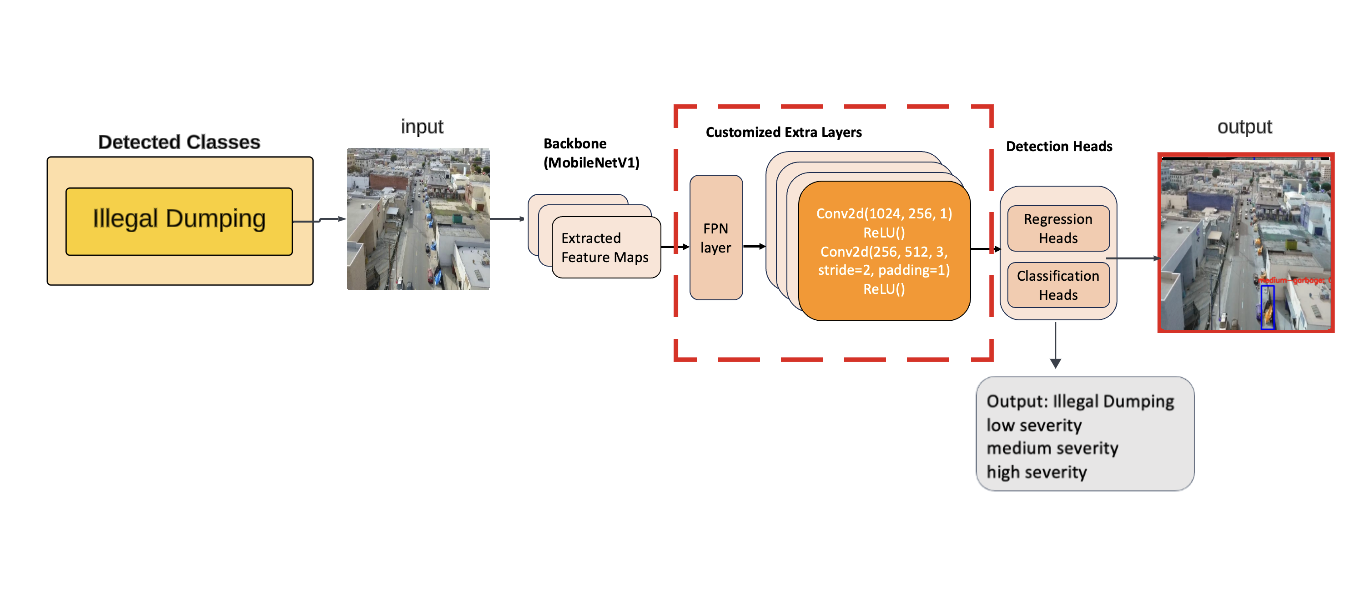 Detected Classes
Illegal Dumping
input
Backbone
(MobileNetV1)
Extracted
Feature Maps
Customized Extra Layers
FPN
layer
Conv2d(1024, 256, 1)
ReLU()
Conv2d(256, 512, 3,
stride=2, padding=1)
ReLU()
Detection Heads
Regression
Heads
Classification
Heads
output
medium--garbage,
Output: Illegal Dumping
low severity
medium severity
high severity